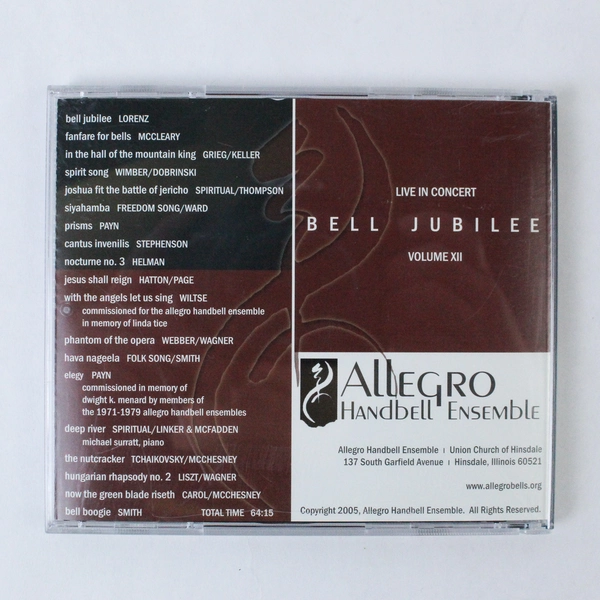 bell jubilee LORENZ
fanfare for bells MCCLEARY
in the hall of the mountain king GRIEG/KELLER
spirit song WIMBER/DOBRINSKI
joshua fit the battle of jericho SPIRITUAL/THOMPSON
siyahamba FREEDOM SONG/WARD
prisms PAYN
cantus invenilis STEPHENSON
nocturne no. 3 HELMAN
jesus shall reign HATTON/PAGE
with the angels let us sing WILTSE
commissioned for the allegro handbell ensemble
in memory of linda tice
phantom of the opera WEBBER/WAGNER
hava nageela FOLK SONG/SMITH
elegy PAYN
commissioned in memory of
dwight k. menard by members of
the 1971-1979 allegro handbell ensembles
deep river SPIRITUAL/LINKER & MCFADDEN
michael surratt, piano
the nutcracker TCHAIKOVSKY/MCCHESNEY
hungarian rhapsody no. 2 LISZT/WAGNER
now the green blade riseth CAROL/MCCHESNEY
bell boogie SMITH TOTAL TIME 64:15
LIVE IN CONCERT
BELL JUBILEE
VOLUME XII
ALLEGRO
HANDBELL ENSEMBLE
Allegro Handbell Ensemble | Union Church of Hinsdale
137 South Garfield Avenue | Hinsdale, Illinois 60521
www.allegrobells.org
Copyright 2005, Allegro Handbell Ensemble. All Rights Reserved.